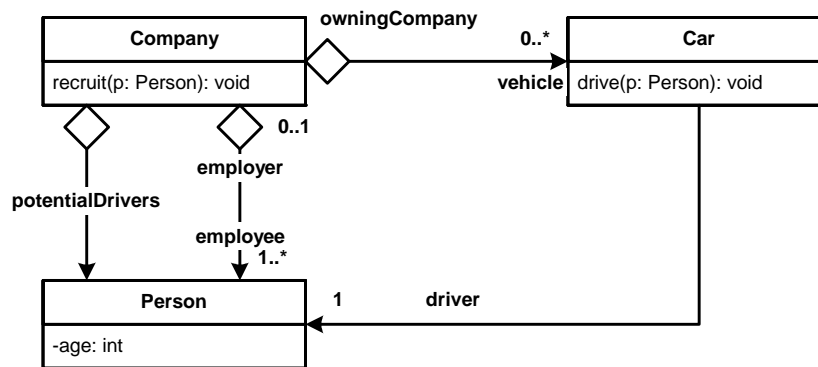 owningCompany
Company
0..*
Car
recruit(p: Person): void
vehicle
drive(p: Person): void
0..1
employer
potentialDrivers
employee
1..*
Person
1
driver
-age: int